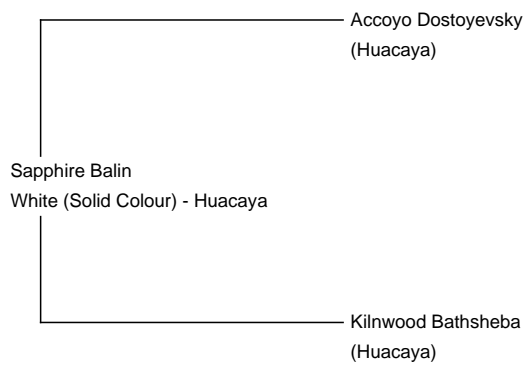 Accoyo Dostoyevsky
(Huacaya)
Sapphire Balin
White (Solid Colour) - Huacaya
Kilnwood Bathsheba
(Huacaya)